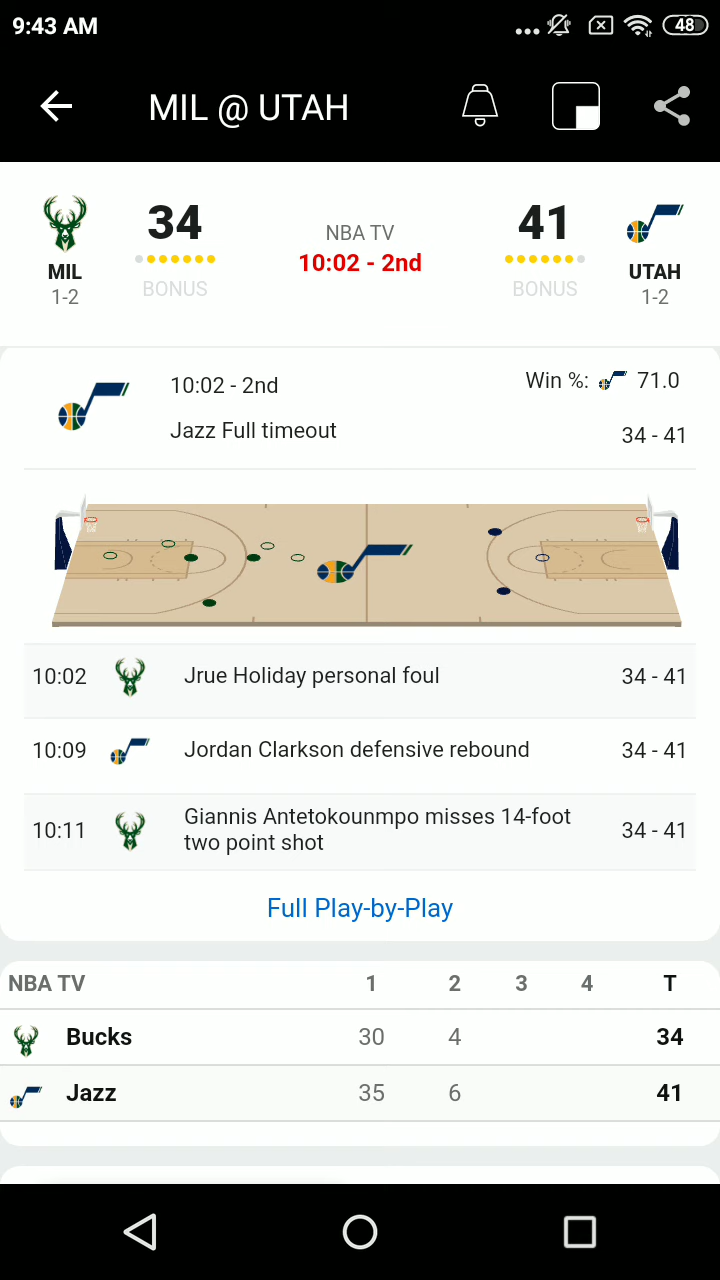 9:43 AM
48
MIL @ UTAH
34
NBA TV
41
MIL
10:02 - 2nd
UTAH
1-2
BONUS
BONUS
1-2
10:02 - 2nd
Win %: 71.0
Jazz Full timeout
34 - 41
10:02 Jrue Holiday personal foul 34 - 41
10:09 Jordan Clarkson defensive rebound 34 - 41
10:11 Giannis Antetokounmpo misses 14-foot
two point shot 34 - 41
Full Play-by-Play
NBA TV 1 2 3 4 T
Bucks 30 4 34
Jazz 35 6 41